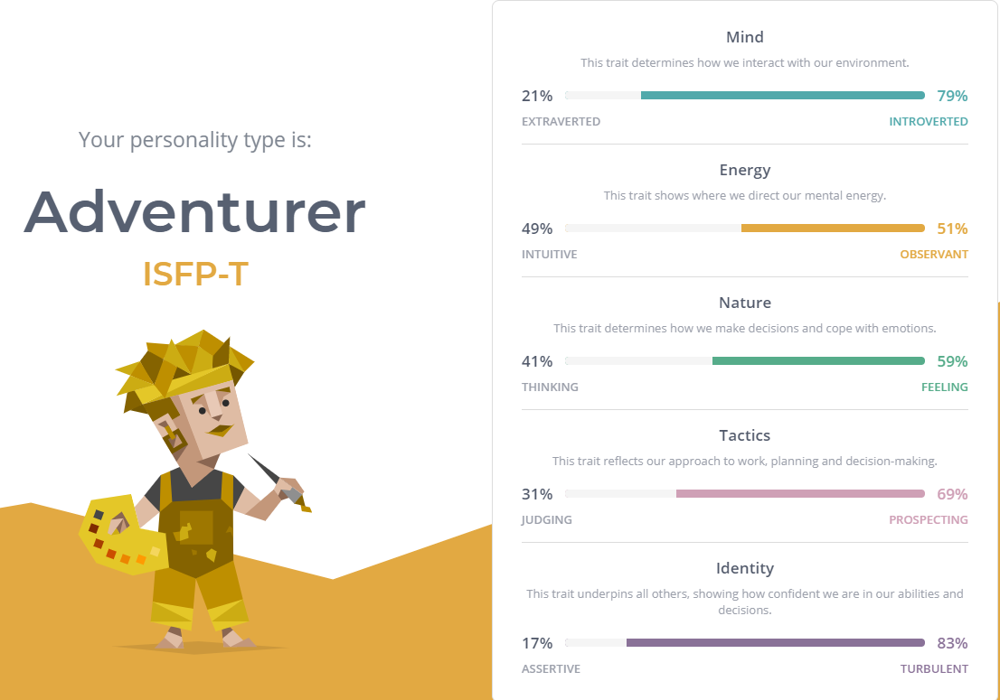 Your personality type is:
Adventurer
ISFP-T
Mind
This trait determines how we interact with our environment.
21% 79%
EXTRAVERTED INTROVERTED
Energy
This trait shows where we direct our mental energy.
49% 51%
INTUITIVE OBSERVANT
Nature
This trait determines how we make decisions and cope with emotions.
41% 59%
THINKING FEELING
Tactics
This trait reflects our approach to work, planning and decision-making.
31% 69%
JUDGING PROSPECTING
Identity
This trait underpins all others, showing how confident we are in our abilities and
decisions.
17% 83%
ASSERTIVE TURBULENT